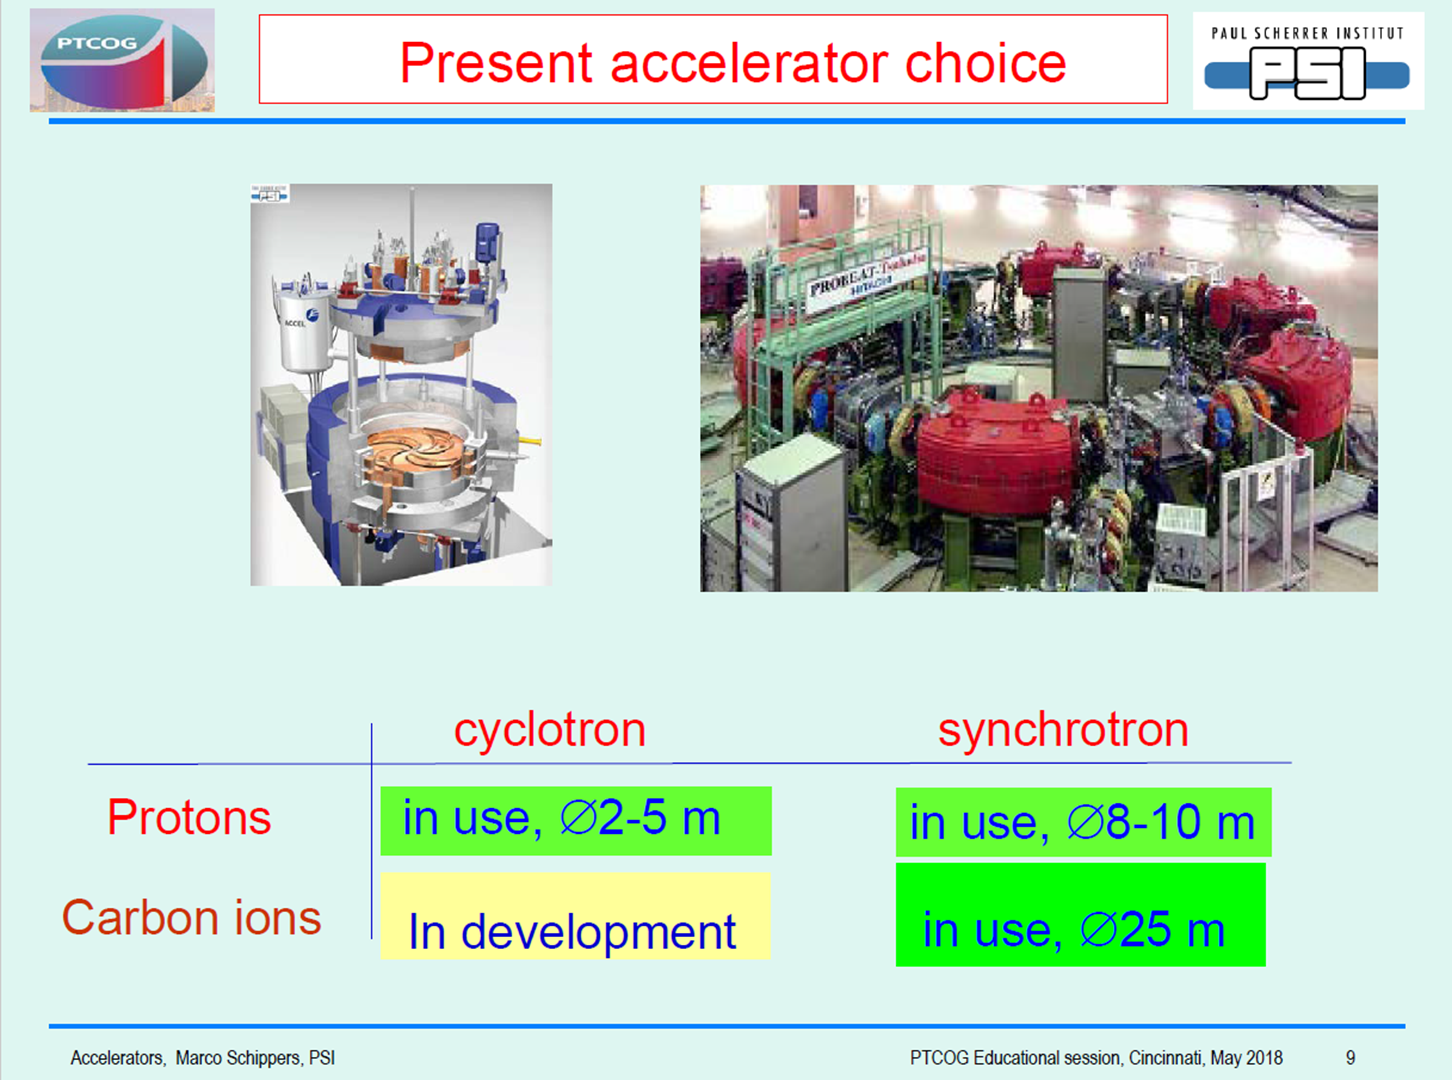 PTCOG
Present accelerator choice
PAUL SCHERRER INSTITUT
PSI
PSI
ACCEL
PROBEAT-Tsukuba
HITACHI
cyclotron synchrotron
Protons in use, ∅2-5 m in use, ∅8-10 m
Carbon ions In development in use, ∅25 m
Accelerators, Marco Schippers, PSI PTCOG Educational session, Cincinnati, May 2018 9